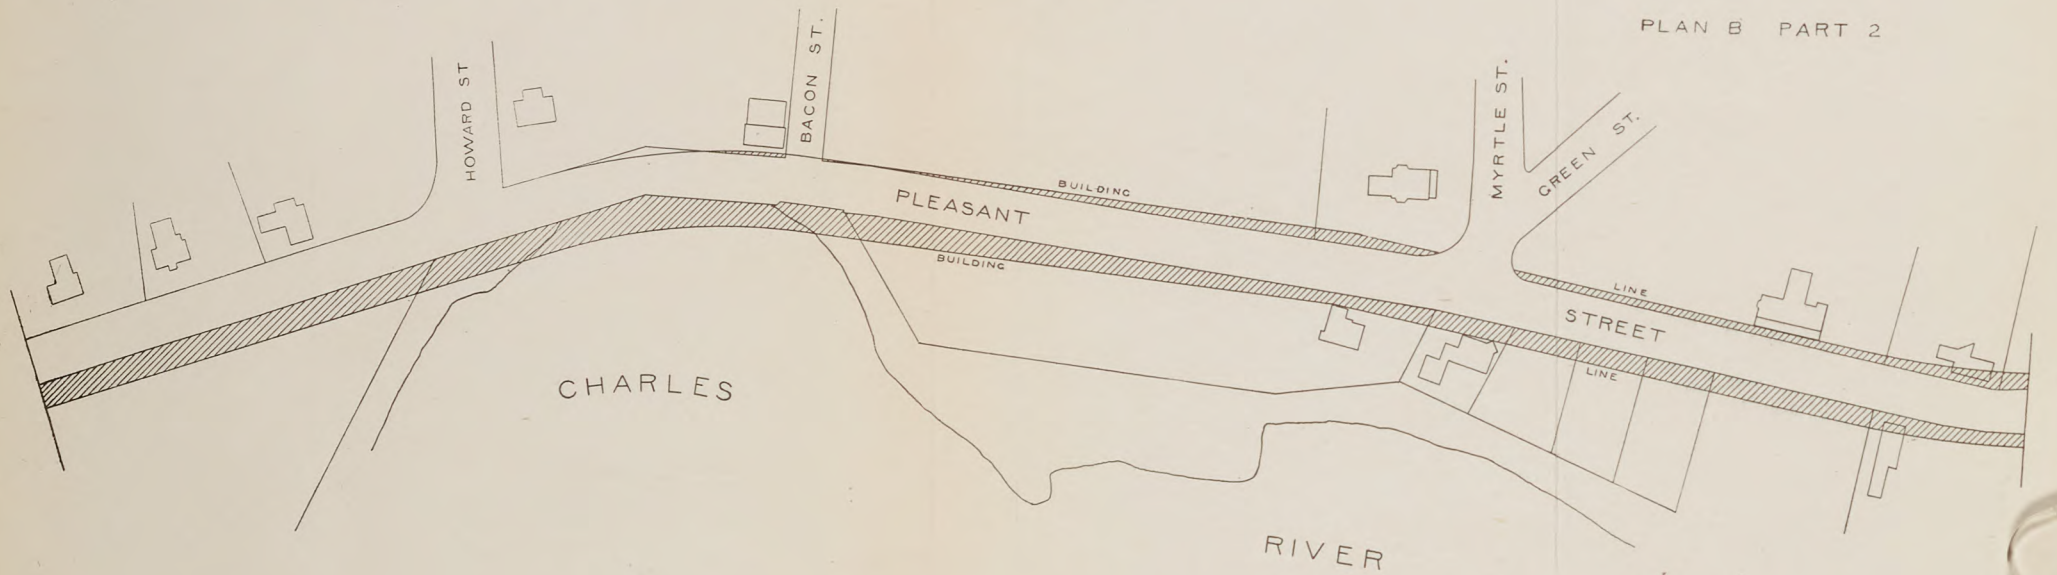 PLAN B PART 2
HOWARD ST
BACON ST.
MYRTLE ST.
GREEN ST.
BUILDING
PLEASANT
BUILDING
LINE
STREET
LINE
CHARLES
RIVER